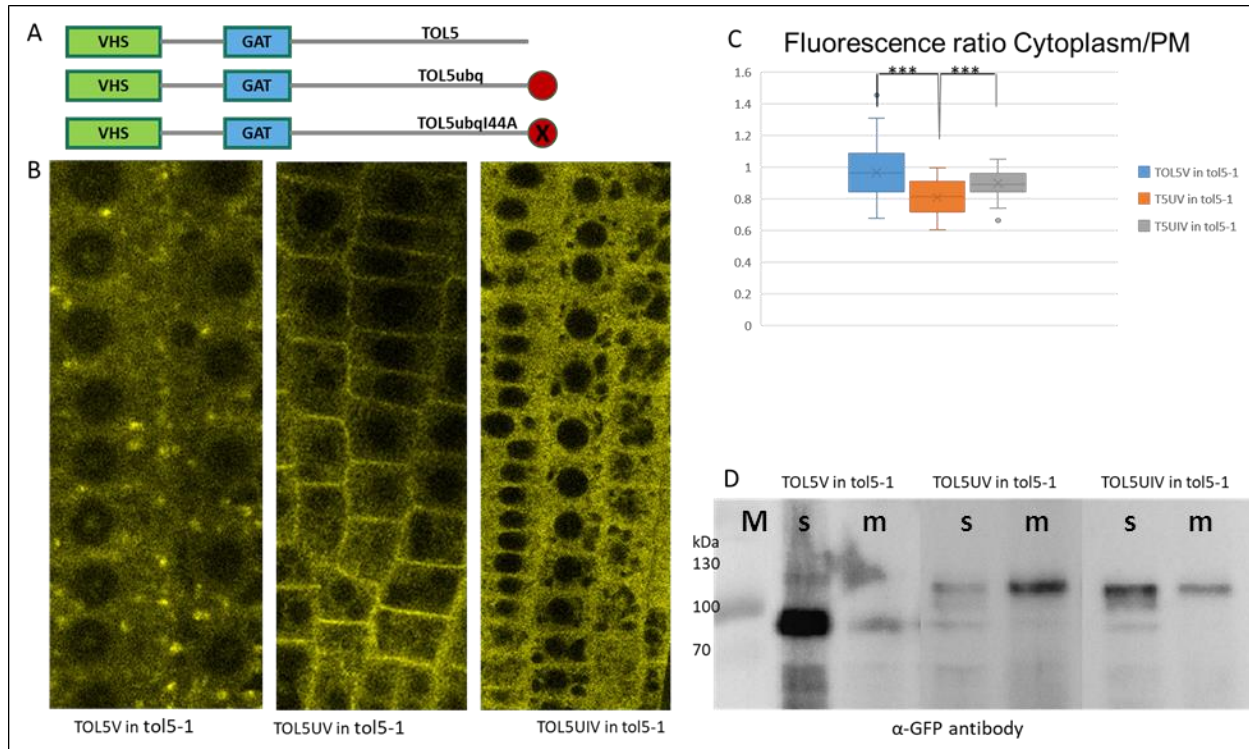 A
VHS
GAT
TOL5
VHS
GAT
TOL5ubq
VHS
GAT
TOL5ubqI44A
X
B
TOL5V in tol5-1
TOL5UV in tol5-1
TOL5UIV in tol5-1
C
Fluorescence ratio Cytoplasm/PM
1.6
1.4
1.2
1
0.8
0.6
0.4
0.2
0
***
***
TOL5V in tol5-1
T5UV in tol5-1
T5UIV in tol5-1
D
TOL5V in tol5-1 TOL5UV in tol5-1 TOL5UIV in tol5-1
M s m s m s m
kDa
130
100
70
α-GFP antibody